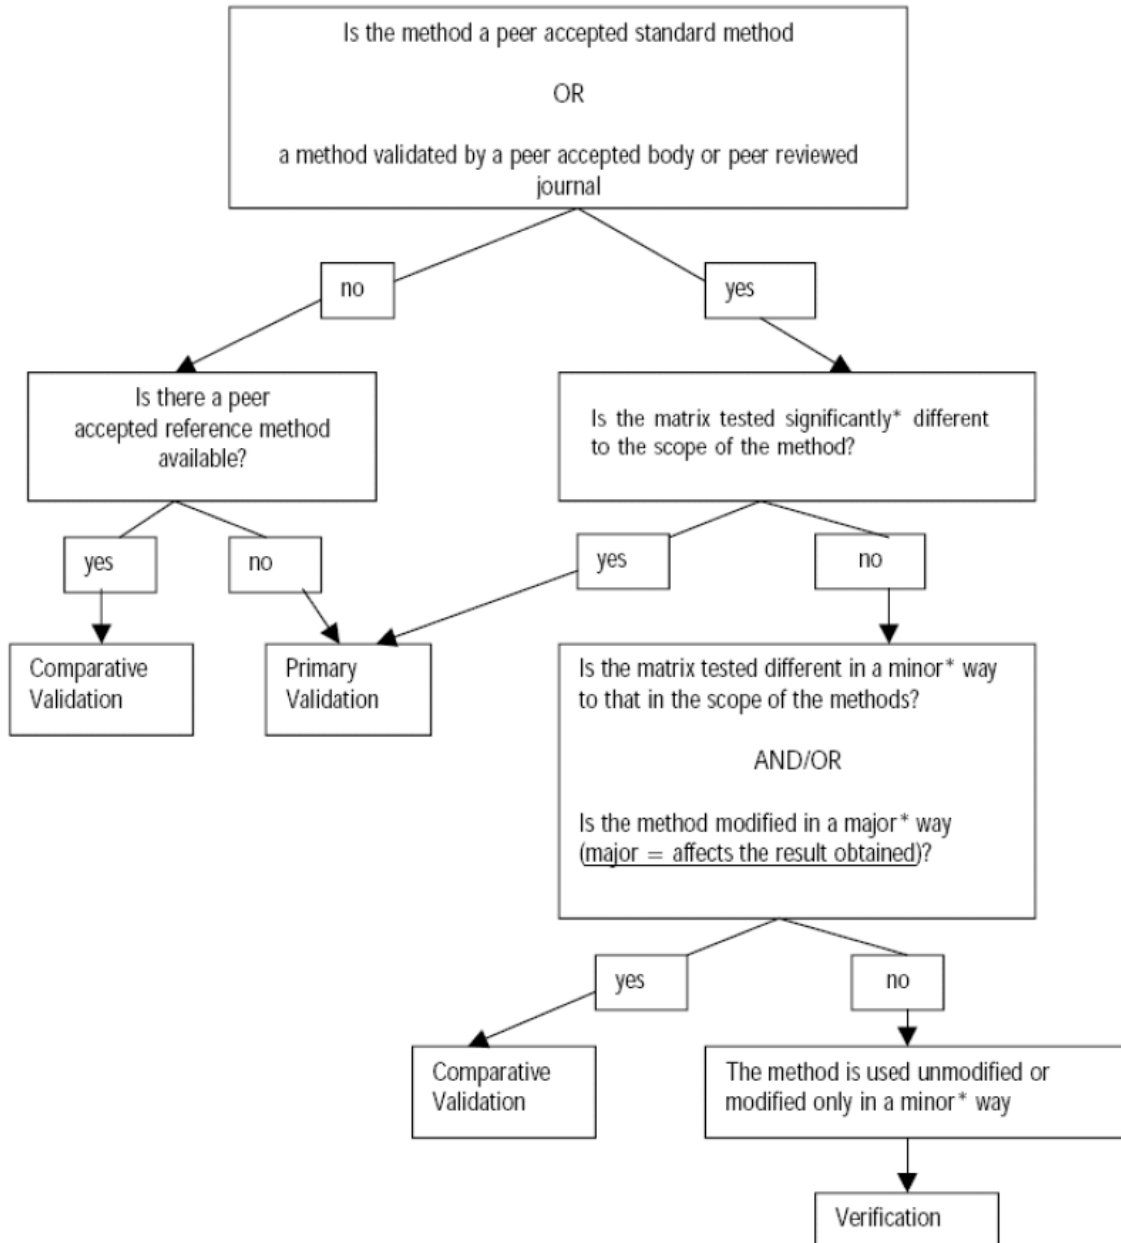 Is the method a peer accepted standard method
OR
a method validated by a peer accepted body or peer reviewed
journal
no
yes
Is there a peer
accepted reference method
available?
Is the matrix tested significantly* different
to the scope of the method?
yes
no
yes
no
Comparative
Validation
Primary
Validation
Is the matrix tested different in a minor* way
to that in the scope of the methods?
AND/OR
Is the method modified in a major* way
(major = affects the result obtained)?
yes
no
Comparative
Validation
The method is used unmodified or
modified only in a minor* way
Verification